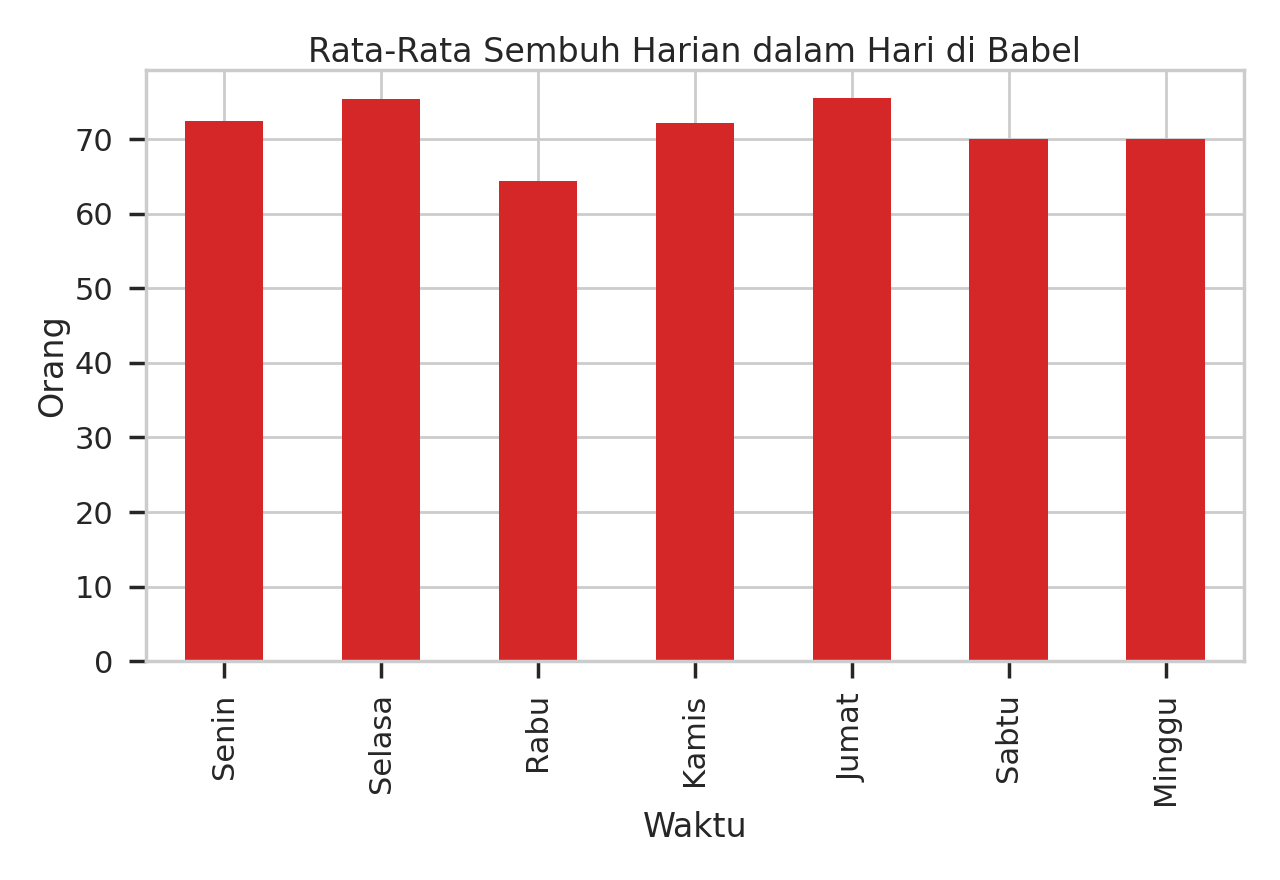 Rata-Rata Sembuh Harian dalam Hari di Babel
70
60
50
40
30
20
10
0
Orang
Senin
Selasa
Rabu
Kamis
Jumat
Sabtu
Minggu
Waktu